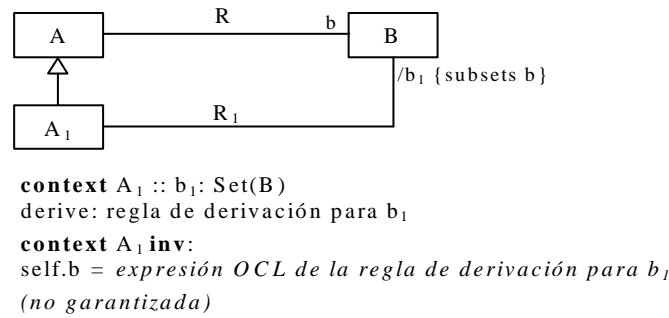 R
A
b
B
/b₁ {subsets b}
R₁
A₁
context A₁ :: b₁: Set(B)
derive: regla de derivación para b₁
context A₁ inv:
self.b = expresión OCL de la regla de derivación para b₁
(no garantizada)